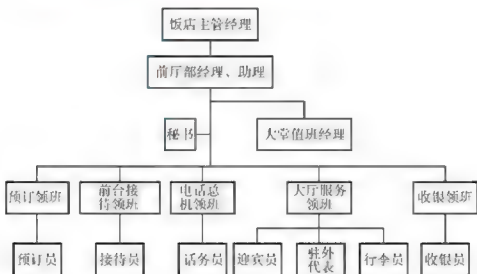 饭店主管经理
前厅部经理、助理
秘书
大堂值班经理
预订领班
前台接
待领班
电话总
机领班
大厅服务
领班
收银领班
预订员
接待员
话务员
迎宾员
驻外
代表
行李员
收银员